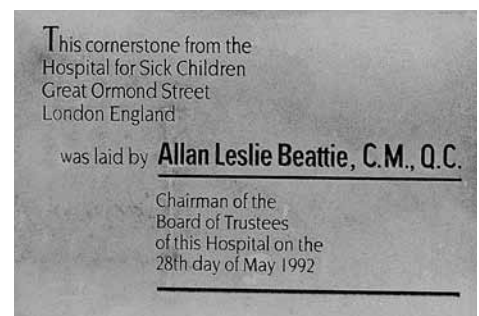 This cornerstone from the
Hospital for Sick Children
Great Ormond Street
London England
was laid by Allan Leslie Beattie, C.M., Q.C.
Chairman of the
Board of Trustees
of this Hospital on the
28th day of May 1992